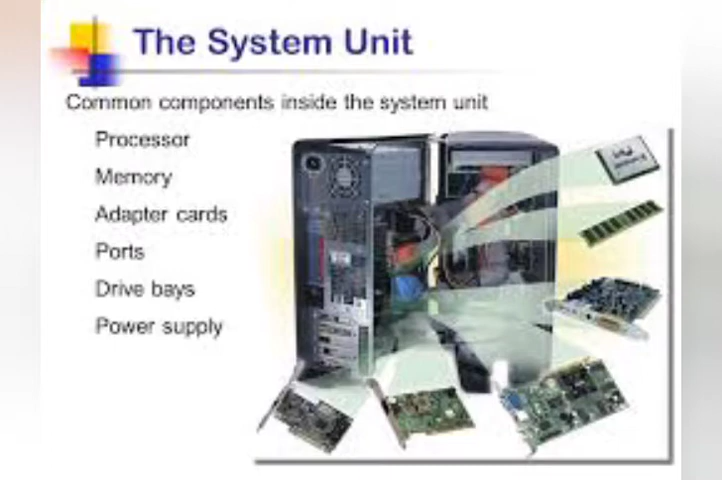 The System Unit
Common components inside the system unit
Processor
Memory
Adapter cards
Ports
Drive bays
Power supply